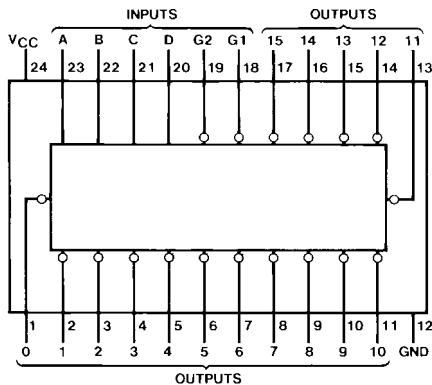 INPUTS OUTPUTS
VCC A B C D G2 G1 15 14 13 12 11
24 23 22 21 20 19 18 17 16 15 14 13
1 2 3 4 5 6 7 8 9 10 11 12
0 1 2 3 4 5 6 7 8 9 10 GND
OUTPUTS